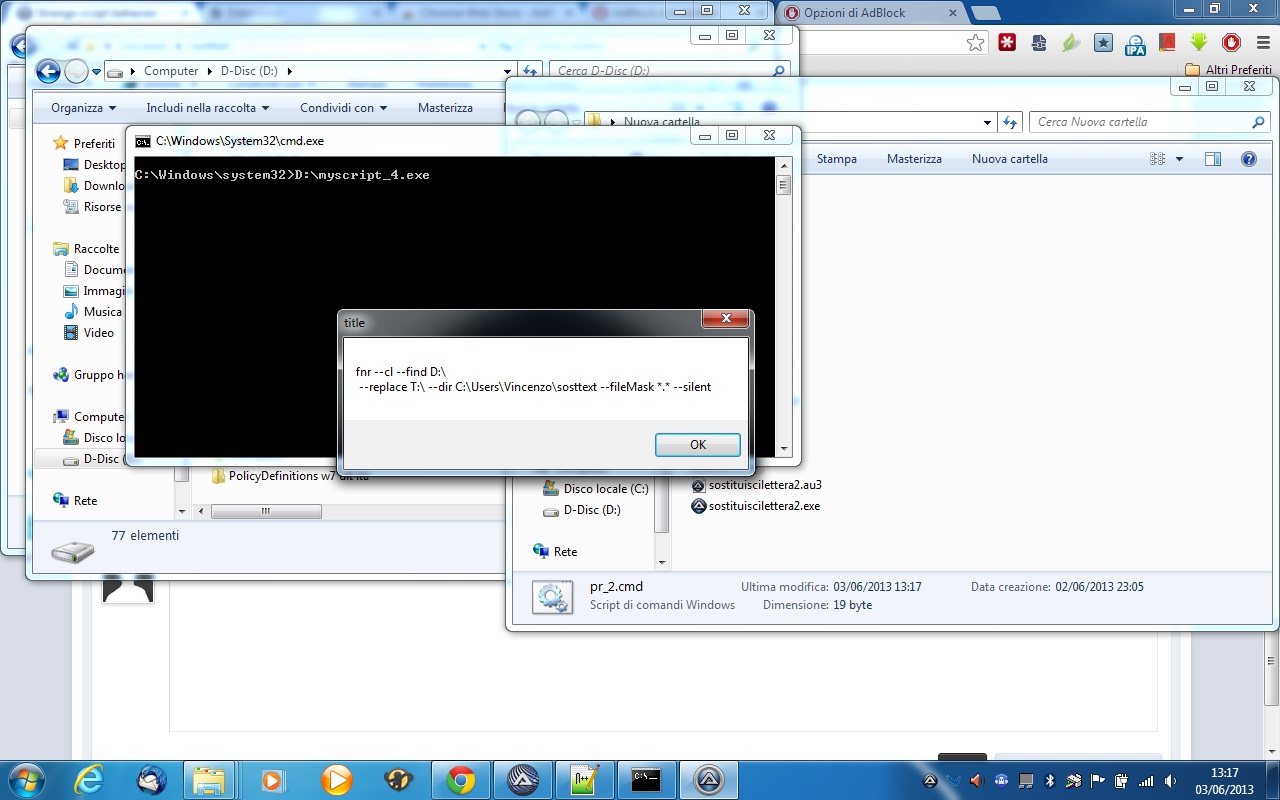 Opzioni di AdBlock
Altri Preferiti
Computer
D-Disc (D:)
Cerca D-Disc (D:)
Organizza
Includi nella raccolta
Condividi con
Masterizza
Nuova cartella
Cerca Nuova cartella
Stampa
Masterizza
Nuova cartella
Preferiti
Desktop
Downlo
Risorse
Raccolte
Docume
Immagi
Musica
Video
Gruppo h
Compute
Disco lo
D-Disc (
Rete
PolicyDefinitions w7
77 elementi
C:\Windows\System32\cmd.exe
C:\Windows\system32>D:\myscript_4.exe
title
fnr --cl --find D:\
--replace T:\ --dir C:\Users\Vincenzo\sosttext --fileMask *.* --silent
OK
Disco locale (C:)
D-Disc (D:)
Rete
sostituiscilettera2.au3
sostituiscilettera2.exe
pr_2.cmd
Ultima modifica: 03/06/2013 13:17
Data creazione: 02/06/2013 23:05
Script di comandi Windows
Dimensione: 19 byte
IPA
13:17
03/06/2013